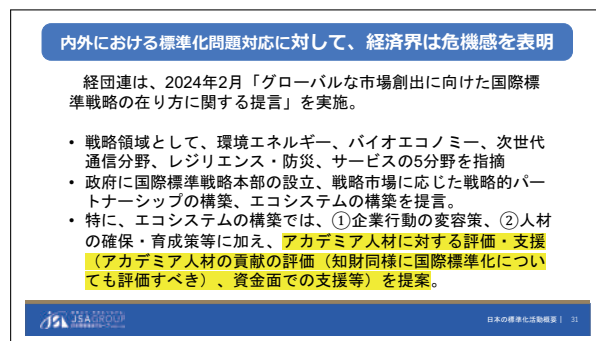 内外における標準化問題対応に対して、経済界は危機感を表明
経団連は、2024年2月「グローバルな市場創出に向けた国際標
準戦略の在り方に関する提言」を実施。
• 戦略領域として、環境エネルギー、バイオエコノミー、次世代
通信分野、レジリエンス・防災、サービスの5分野を指摘
• 政府に国際標準戦略本部の設立、戦略市場に応じた戦略的パー
トナーシップの構築、エコシステムの構築を提言。
• 特に、エコシステムの構築では、①企業行動の変容策、②人材
の確保・育成策等に加え、アカデミア人材に対する評価・支援
（アカデミア人材の貢献の評価（知財同様に国際標準化につい
ても評価すべき）、資金面での支援等）を提案。
JSA GROUP
日本の標準化活動概要 | 31